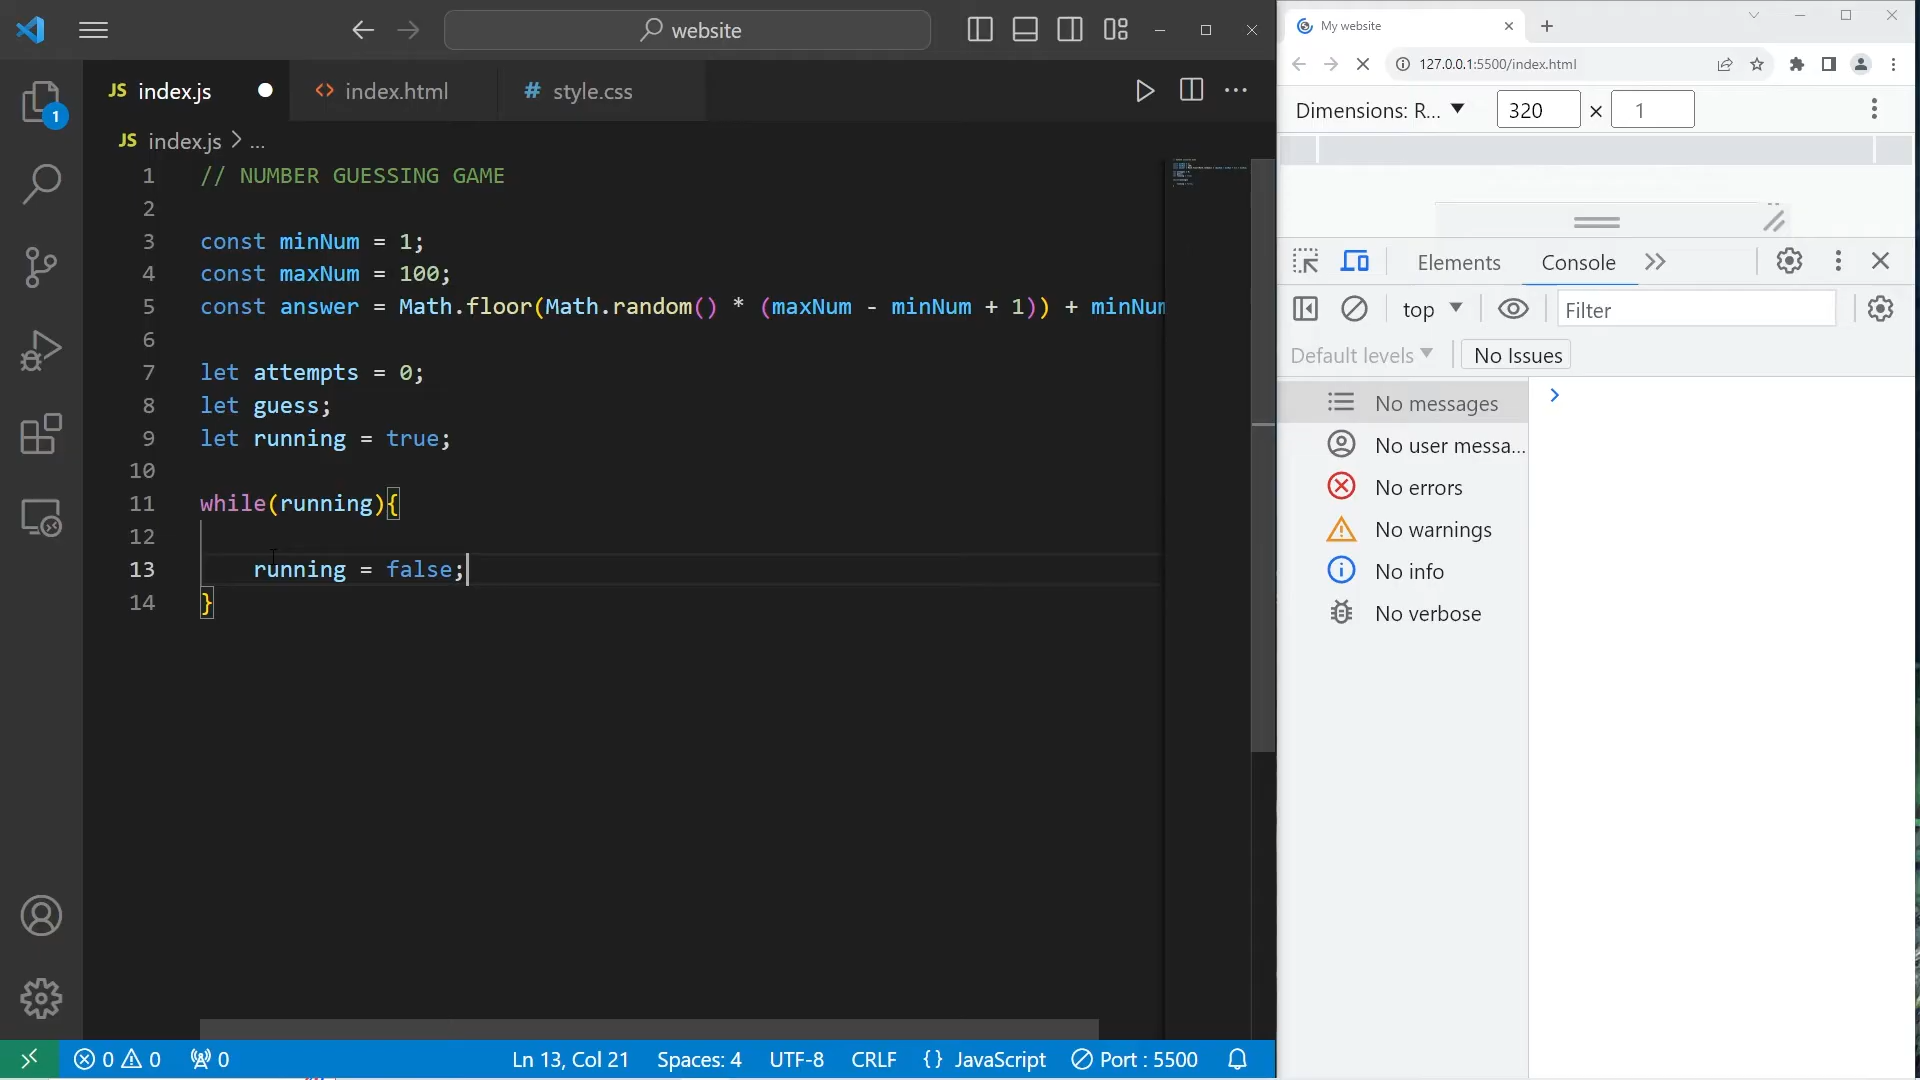 website
JS index.js
index.html
# style.css
JS index.js > ...
1 // NUMBER GUESSING GAME
2
3 const minNum = 1;
4 const maxNum = 100;
5 const answer = Math.floor(Math.random() * (maxNum - minNum + 1)) + minNum
6
7 let attempts = 0;
8 let guess;
9 let running = true;
10
11 while(running){
12
13 running = false;
14 }
1
0 0 0
Ln 13, Col 21
Spaces: 4
UTF-8
CRLF
{ } JavaScript
Port : 5500
My website
127.0.0.1:5500/index.html
Dimensions: R...
320 × 1
Elements
Console
top
Filter
Default levels
No Issues
No messages
No user messa...
No errors
No warnings
No info
No verbose